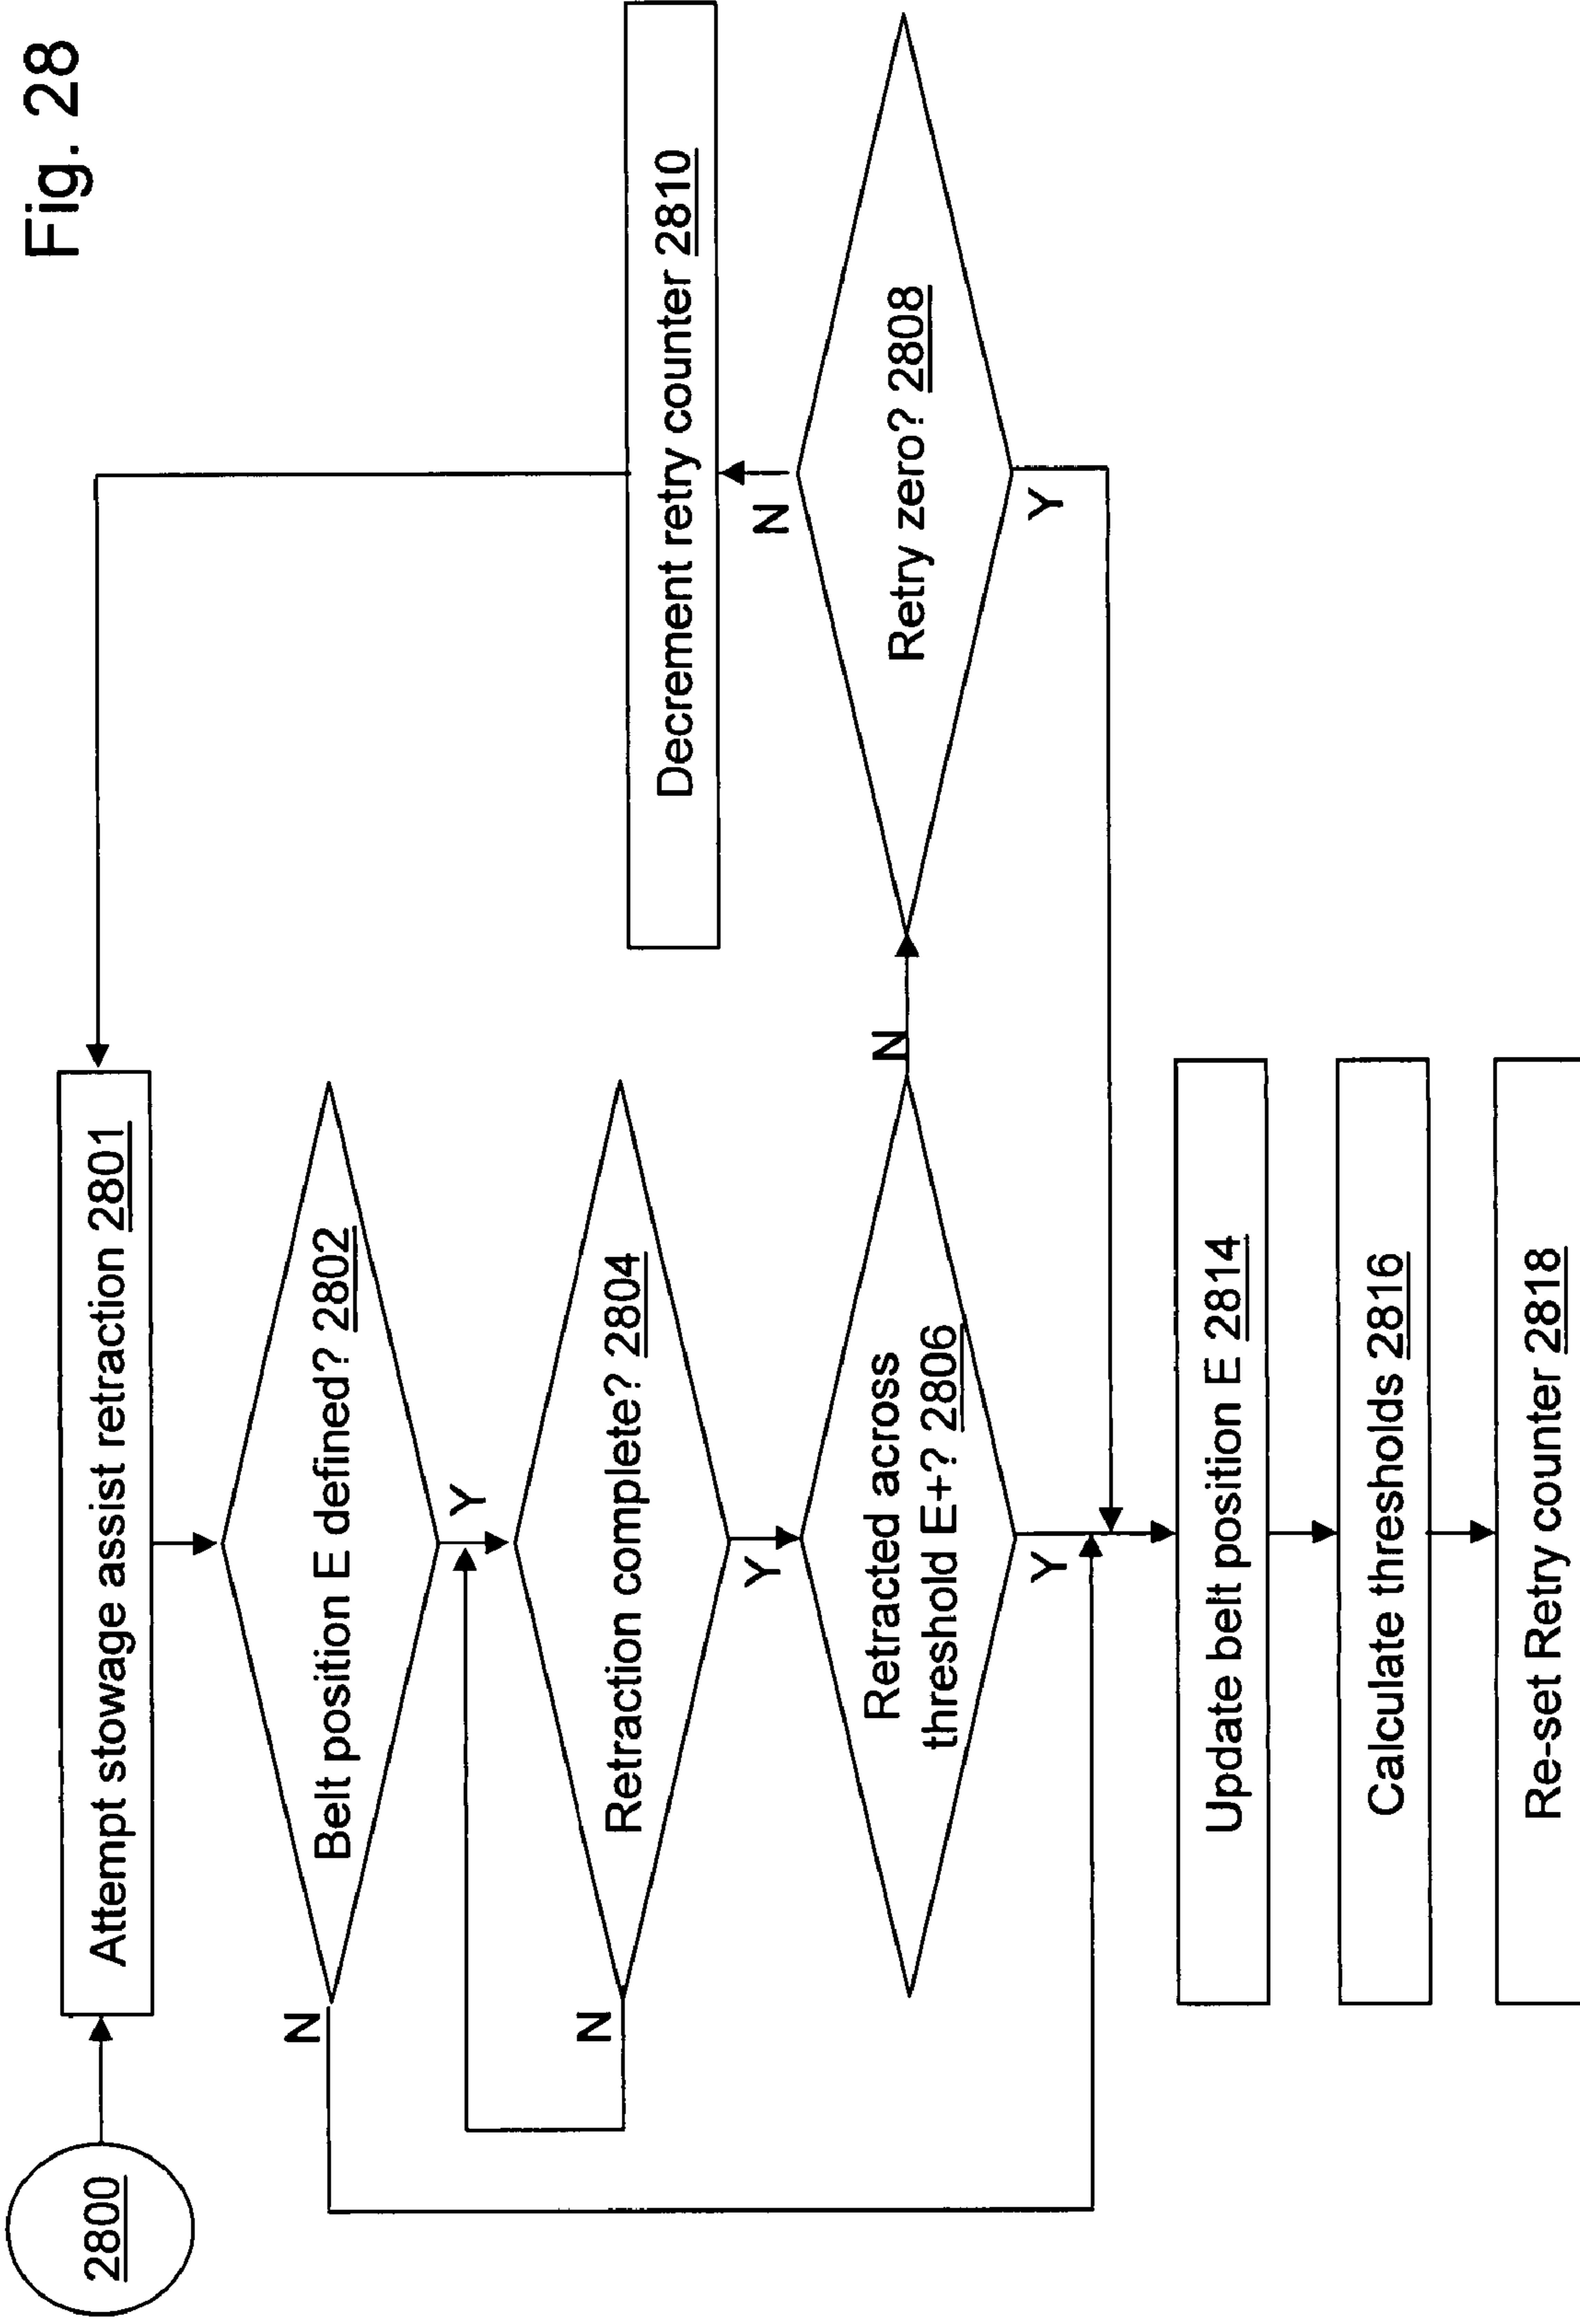 Fig. 28
2800
Attempt stowage assist retraction 2801
Belt position E defined? 2802
N
Y
Retraction complete? 2804
N
Y
Retracted across
threshold E+? 2806
N
Y
Retry zero? 2808
N
Y
Decrement retry counter 2810
Update belt position E 2814
Calculate thresholds 2816
Re-set Retry counter 2818